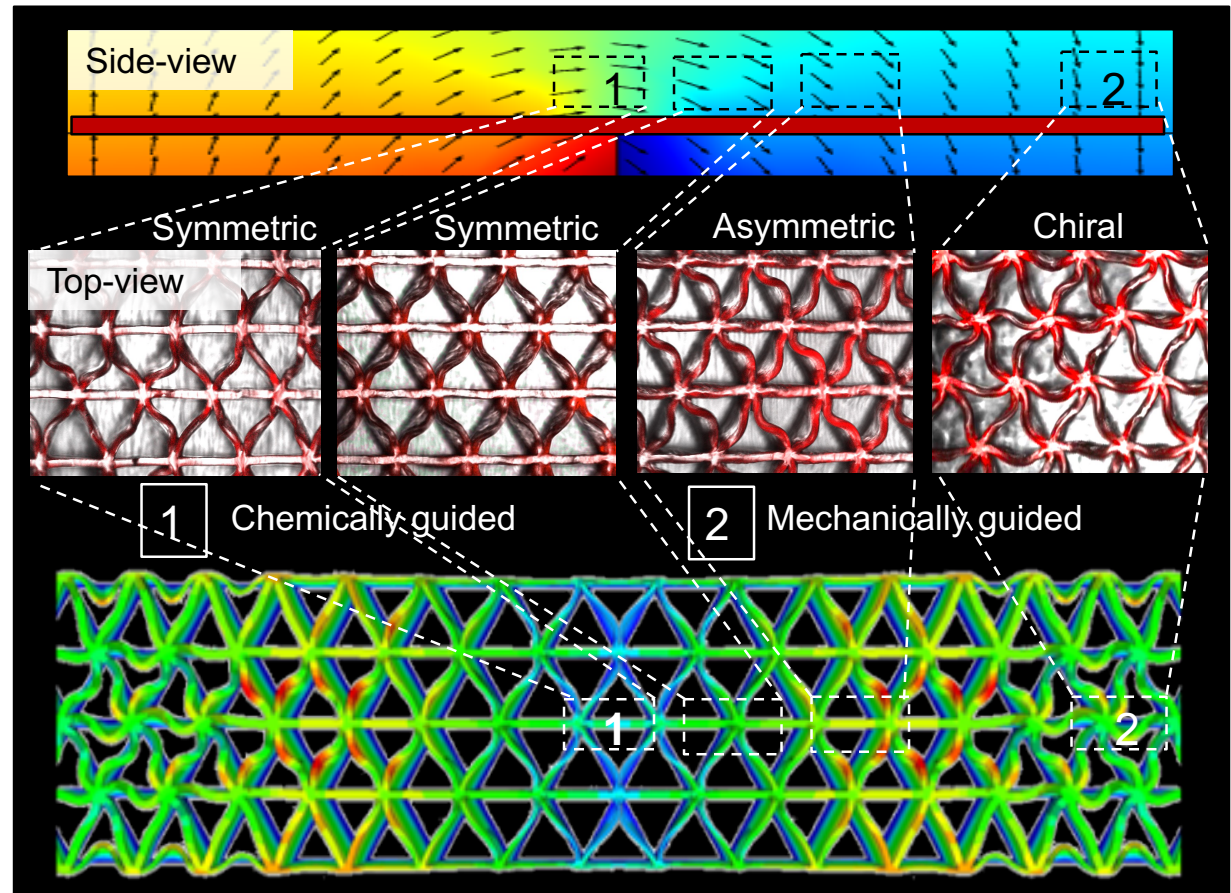 Side-view
1
2
Symmetric
Symmetric
Asymmetric
Chiral
Top-view
1
Chemically guided
2
Mechanically guided
1
2